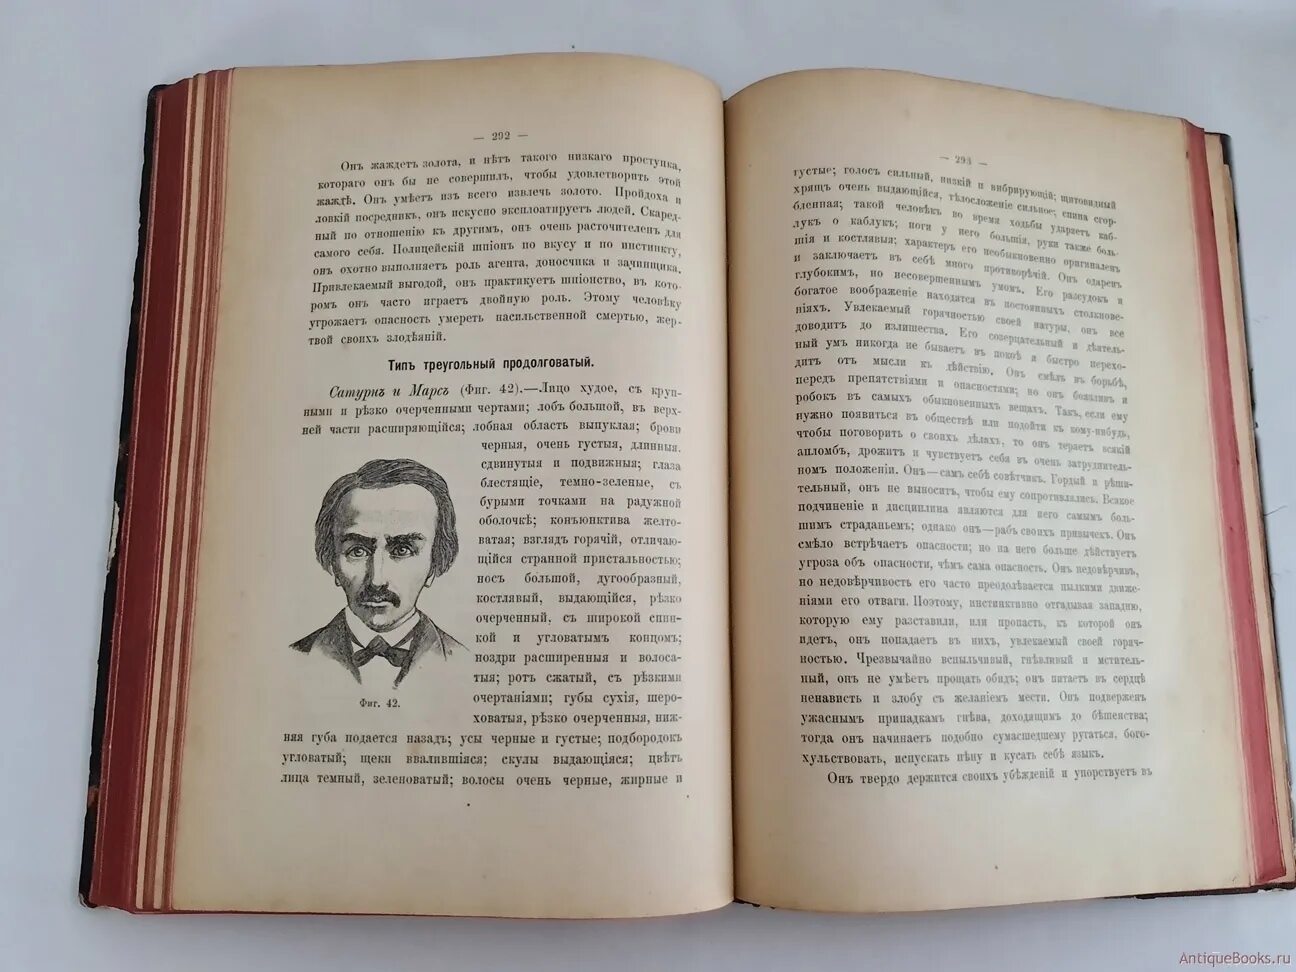 — 292 —
Онъ жаждетъ золота, и нѣтъ такого низкаго проступка,
котораго онъ бы не совершилъ, чтобы удовлетворить этой
жаждѣ. Онъ умѣетъ изъ всего извлечь золото. Пройдоха и
ловкій посредникъ, онъ искусно эксплоатируетъ людей. Скаред-
ный по отношенію къ другимъ, онъ очень расточителенъ для
самого себя. Полицейскій шпіонъ по вкусу и по инстинкту,
онъ охотно выполняетъ роль агента, доносчика и зачинщика.
Привлекаемый выгодой, онъ практикуетъ шпіонство, въ кото-
ромъ онъ часто играетъ двойную роль. Этому человѣку
угрожаетъ опасность умереть насильственной смертью, жер-
твой своихъ злодѣяній.
Типъ треугольный продолговатый.
Сатурнъ и Марсъ (Фиг. 42).—Лицо худое, съ круп-
ными и рѣзко очерченными чертами; лобъ большой, въ верх-
ней части расширяющійся; лобная область выпуклая; брови
черныя, очень густыя, длинныя,
сдвинутыя и подвижныя; глаза
блестящіе, темно-зеленые, съ
бурыми точками на радужной
оболочкѣ; конъюнктива желто-
ватая; взглядъ горячій, отличаю-
щійся странной пристальностью;
носъ большой, дугообразный,
костлявый, выдающійся, рѣзко
очерченный, съ широкой спин-
кой и угловатымъ концомъ;
ноздри расширенныя и волоса-
тыя; ротъ сжатый, съ рѣзкими
очертаніями; губы сухія, шеро-
ховатыя, рѣзко очерченныя, ниж-
Фиг. 42.
няя губа подается назадъ; усы черные и густые; подбородокъ
угловатый; щеки ввалившіяся; скулы выдающіяся; цвѣтъ
лица темный, зеленоватый; волосы очень черные, жирные и
— 293 —
густые; голосъ сильный, низкій и вибрирующій; щитовидный
хрящъ очень выдающійся, тѣлосложеніе сильное; спина сгор-
бленная; такой человѣкъ во время ходьбы ударяетъ каб-
лукъ о каблукъ; ноги у него большія, руки также боль-
шія и костлявыя; характеръ его необыкновенно оригиналенъ
и заключаетъ въ себѣ много противорѣчій. Онъ одаренъ
глубокимъ, но несовершеннымъ умомъ. Его разсудокъ и
богатое воображеніе находятся въ постоянныхъ столкнове-
ніяхъ. Увлекаемый горячностью своей натуры, онъ все
доводитъ до излишества. Его созерцательный и дѣятель-
ный умъ никогда не бываетъ въ покоѣ и быстро перехо-
дитъ отъ мысли къ дѣйствію. Онъ смѣлъ въ борьбѣ,
передъ препятствіями и опасностями; но онъ боязливъ и
робокъ въ самыхъ обыкновенныхъ вещахъ. Такъ, если ему
нужно появиться въ обществѣ или подойти къ кому-нибудь,
чтобы поговорить о своихъ дѣлахъ, то онъ теряетъ всякій
апломбъ, дрожитъ и чувствуетъ себя въ очень затруднитель-
номъ положеніи. Онъ—самъ себѣ совѣтчикъ. Гордый и рѣши-
тельный, онъ не выноситъ, чтобы ему сопротивлялись. Всякое
подчиненіе и дисциплина являются для него самымъ боль-
шимъ страданьемъ; однако онъ—рабъ своихъ привычекъ. Онъ
смѣло встрѣчаетъ опасности; но на него больше дѣйствуетъ
угроза объ опасности, чѣмъ сама опасность. Онъ недовѣрчивъ,
но недовѣрчивость его часто преодолѣвается пылкими движе-
ніями его отваги. Поэтому, инстинктивно отгадывая западню,
которую ему разставили, или пропасть, къ которой онъ
идетъ, онъ попадаетъ въ нихъ, увлекаемый своей горяч-
ностью. Чрезвычайно вспыльчивый, гнѣвливый и мститель-
ный, онъ не умѣетъ прощать обидъ; онъ питаетъ въ сердцѣ
ненависть и злобу съ желаніемъ мести. Онъ подверженъ
ужаснымъ припадкамъ гнѣва, доходящимъ до бѣшенства;
тогда онъ начинаетъ подобно сумасшедшему ругаться, бого-
хульствовать, испускать пѣну и кусать себѣ языкъ.
Онъ твердо держится своихъ убѣжденій и упорствуетъ въ
AntiqueBooks.ru